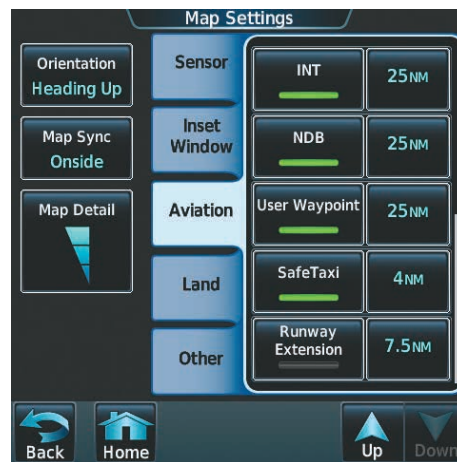 Map Settings
Orientation
Heading Up
Map Sync
Onside
Map Detail
Sensor
Inset
Window
Aviation
Land
Other
INT
25NM
NDB
25NM
User Waypoint
25NM
SafeTaxi
4NM
Runway
Extension
7.5NM
Back
Home
Up
Down